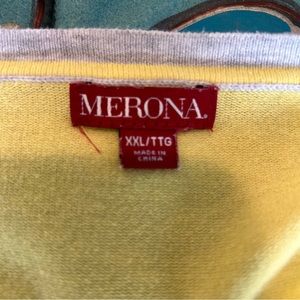 MERONA.
XXL/TTG
MADE IN
CHINA